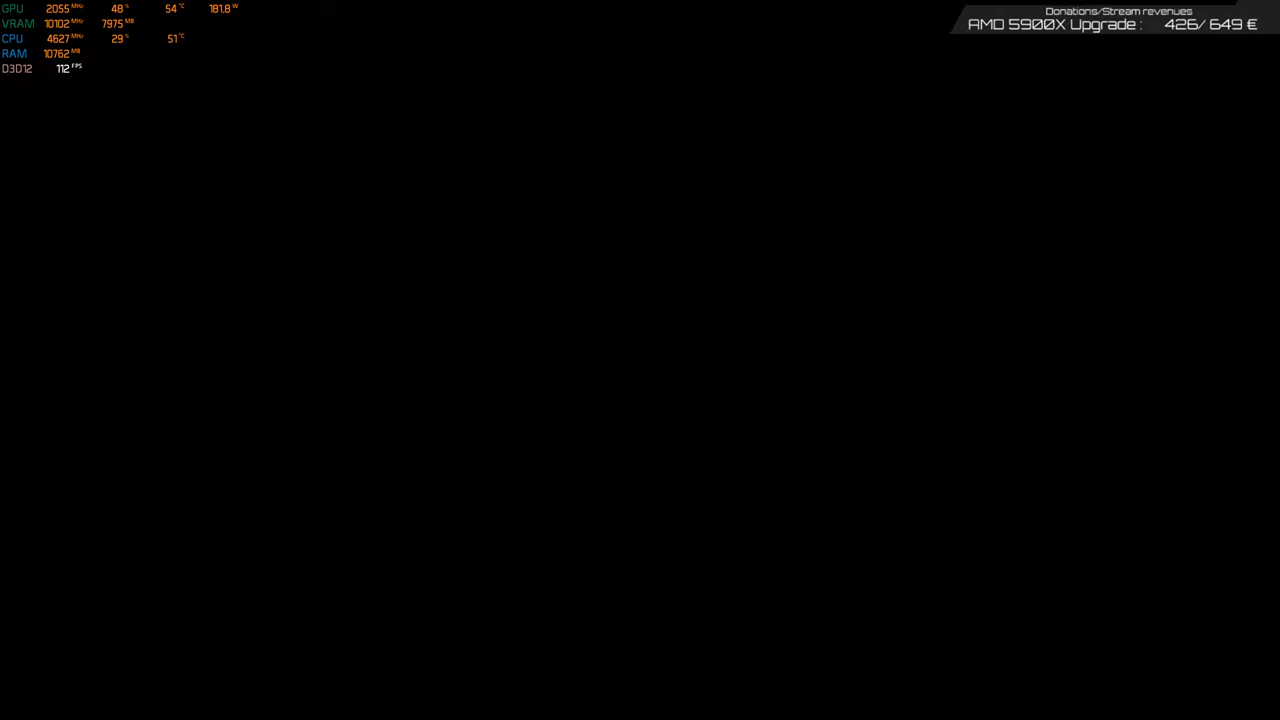 GPU 2055 MHz 48 % 54 °C 181.8 W
VRAM 10102 MHz 7975 MB
CPU 4627 MHz 29 % 51 °C
RAM 10762 MB
D3D12 112 FPS
Donations/Stream revenues
AMD 5900X Upgrade : 426/ 649 €